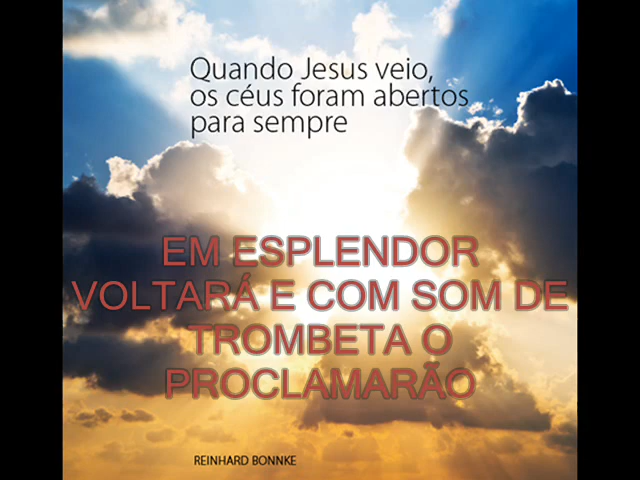 Quando Jesus veio,
os céus foram abertos
para sempre
EM ESPLENDOR
VOLTARÁ E COM SOM DE
TROMBETA O
PROCLAMARÃO
REINHARD BONNKE